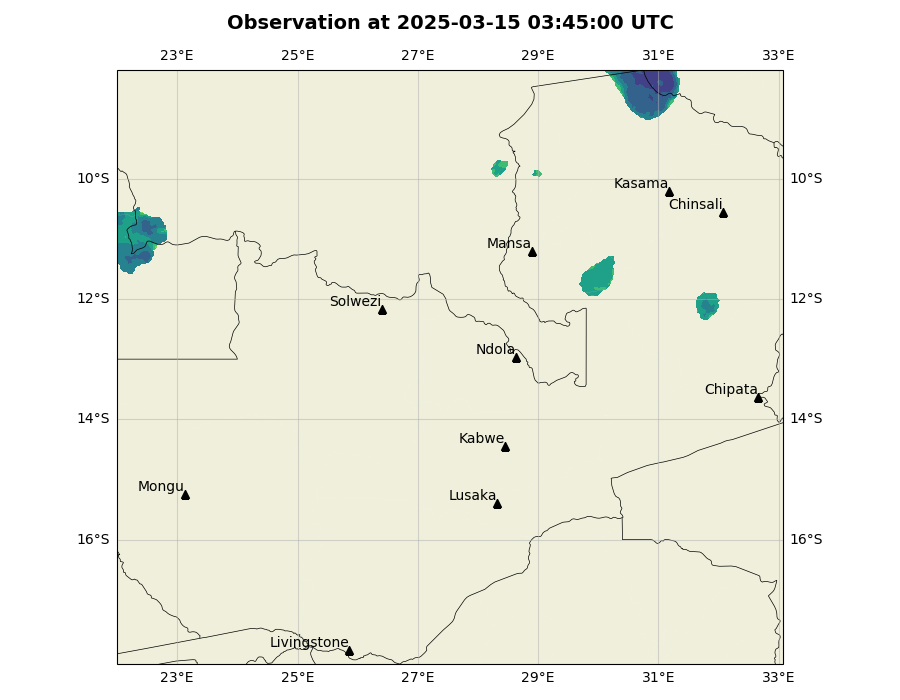 Observation at 2025-03-15 03:45:00 UTC
23°E 25°E 27°E 29°E 31°E 33°E
10°S 10°S
Kasama
Chinsali
Mansa
12°S 12°S
Solwezi
Ndola
Chipata
14°S 14°S
Kabwe
Mongu
Lusaka
16°S 16°S
Livingstone
23°E 25°E 27°E 29°E 31°E 33°E